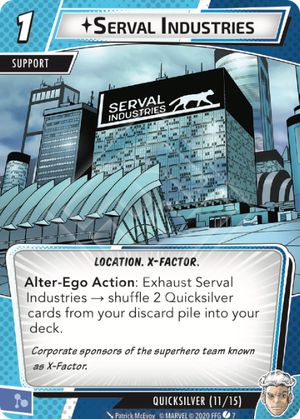 1
SERVAL INDUSTRIES
SUPPORT
SERVAL
INDUSTRIES
LOCATION. X-FACTOR.
Alter-Ego Action: Exhaust Serval
Industries → shuffle 2 Quicksilver
cards from your discard pile into your
deck.
Corporate sponsors of the superhero team known
as X-Factor.
QUICKSILVER (11/15)
Patrick McEvoy © MARVEL © 2020 FFG